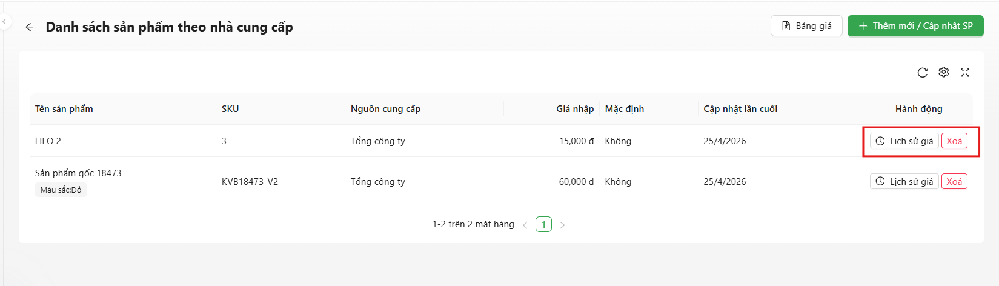 Danh sách sản phẩm theo nhà cung cấp
Bảng giá
Thêm mới / Cập nhật SP
Tên sản phẩm SKU Nguồn cung cấp Giá nhập Mặc định Cập nhật lần cuối Hành động
FIFO 2 3 Tổng công ty 15,000 đ Không 25/4/2026 Lịch sử giá Xoá
Sản phẩm gốc 18473
Màu sắc:Đỏ
KVB18473-V2 Tổng công ty 60,000 đ Không 25/4/2026 Lịch sử giá Xoá
1-2 trên 2 mặt hàng < 1 >